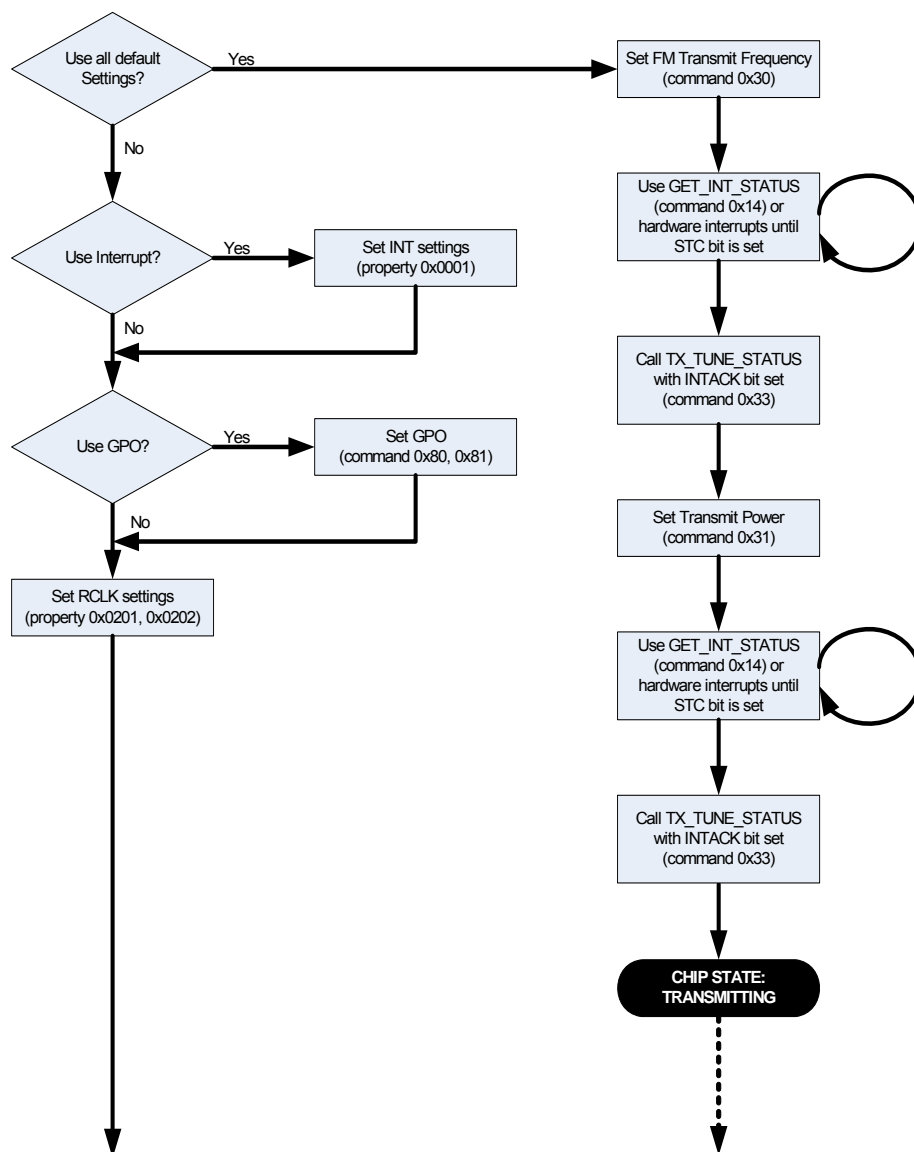 Use all default
Settings?
Yes
No
Use Interrupt?
Yes
Set INT settings
(property 0x0001)
No
Use GPO?
Yes
Set GPO
(command 0x80, 0x81)
No
Set RCLK settings
(property 0x0201, 0x0202)
Set FM Transmit Frequency
(command 0x30)
Use GET_INT_STATUS
(command 0x14) or
hardware interrupts until
STC bit is set
Call TX_TUNE_STATUS
with INTACK bit set
(command 0x33)
Set Transmit Power
(command 0x31)
Use GET_INT_STATUS
(command 0x14) or
hardware interrupts until
STC bit is set
Call TX_TUNE_STATUS
with INTACK bit set
(command 0x33)
CHIP STATE:
TRANSMITTING